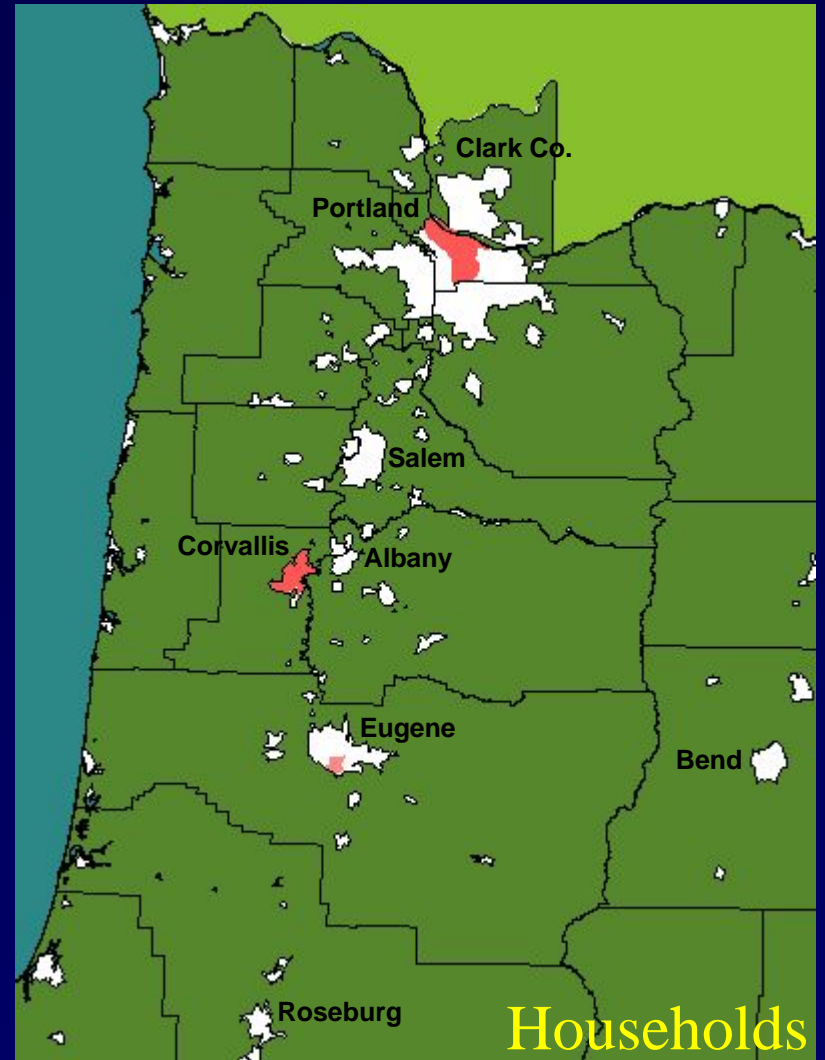 Clark Co.
Portland
Salem
Corvallis
Albany
Eugene
Bend
Roseburg
Households